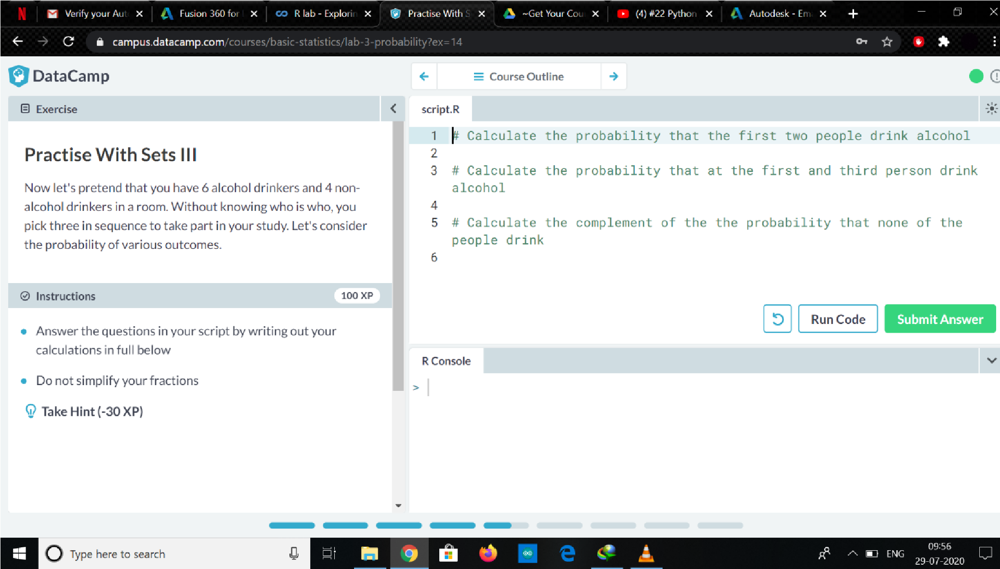 Verify your Aut
Fusion 360 for
R lab - Explorin
Practise With S
~Get Your Cou
(4) #22 Python
Autodesk - Em
campus.datacamp.com/courses/basic-statistics/lab-3-probability?ex=14
DataCamp
Course Outline
Exercise
Practise With Sets III
Now let's pretend that you have 6 alcohol drinkers and 4 non-
alcohol drinkers in a room. Without knowing who is who, you
pick three in sequence to take part in your study. Let's consider
the probability of various outcomes.
Instructions
100 XP
Answer the questions in your script by writing out your
calculations in full below
Do not simplify your fractions
Take Hint (-30 XP)
script.R
1 # Calculate the probability that the first two people drink alcohol
2
3 # Calculate the probability that at the first and third person drink
alcohol
4
5 # Calculate the complement of the the probability that none of the
people drink
6
Run Code
Submit Answer
R Console
>
Type here to search
ENG
09:56
29-07-2020